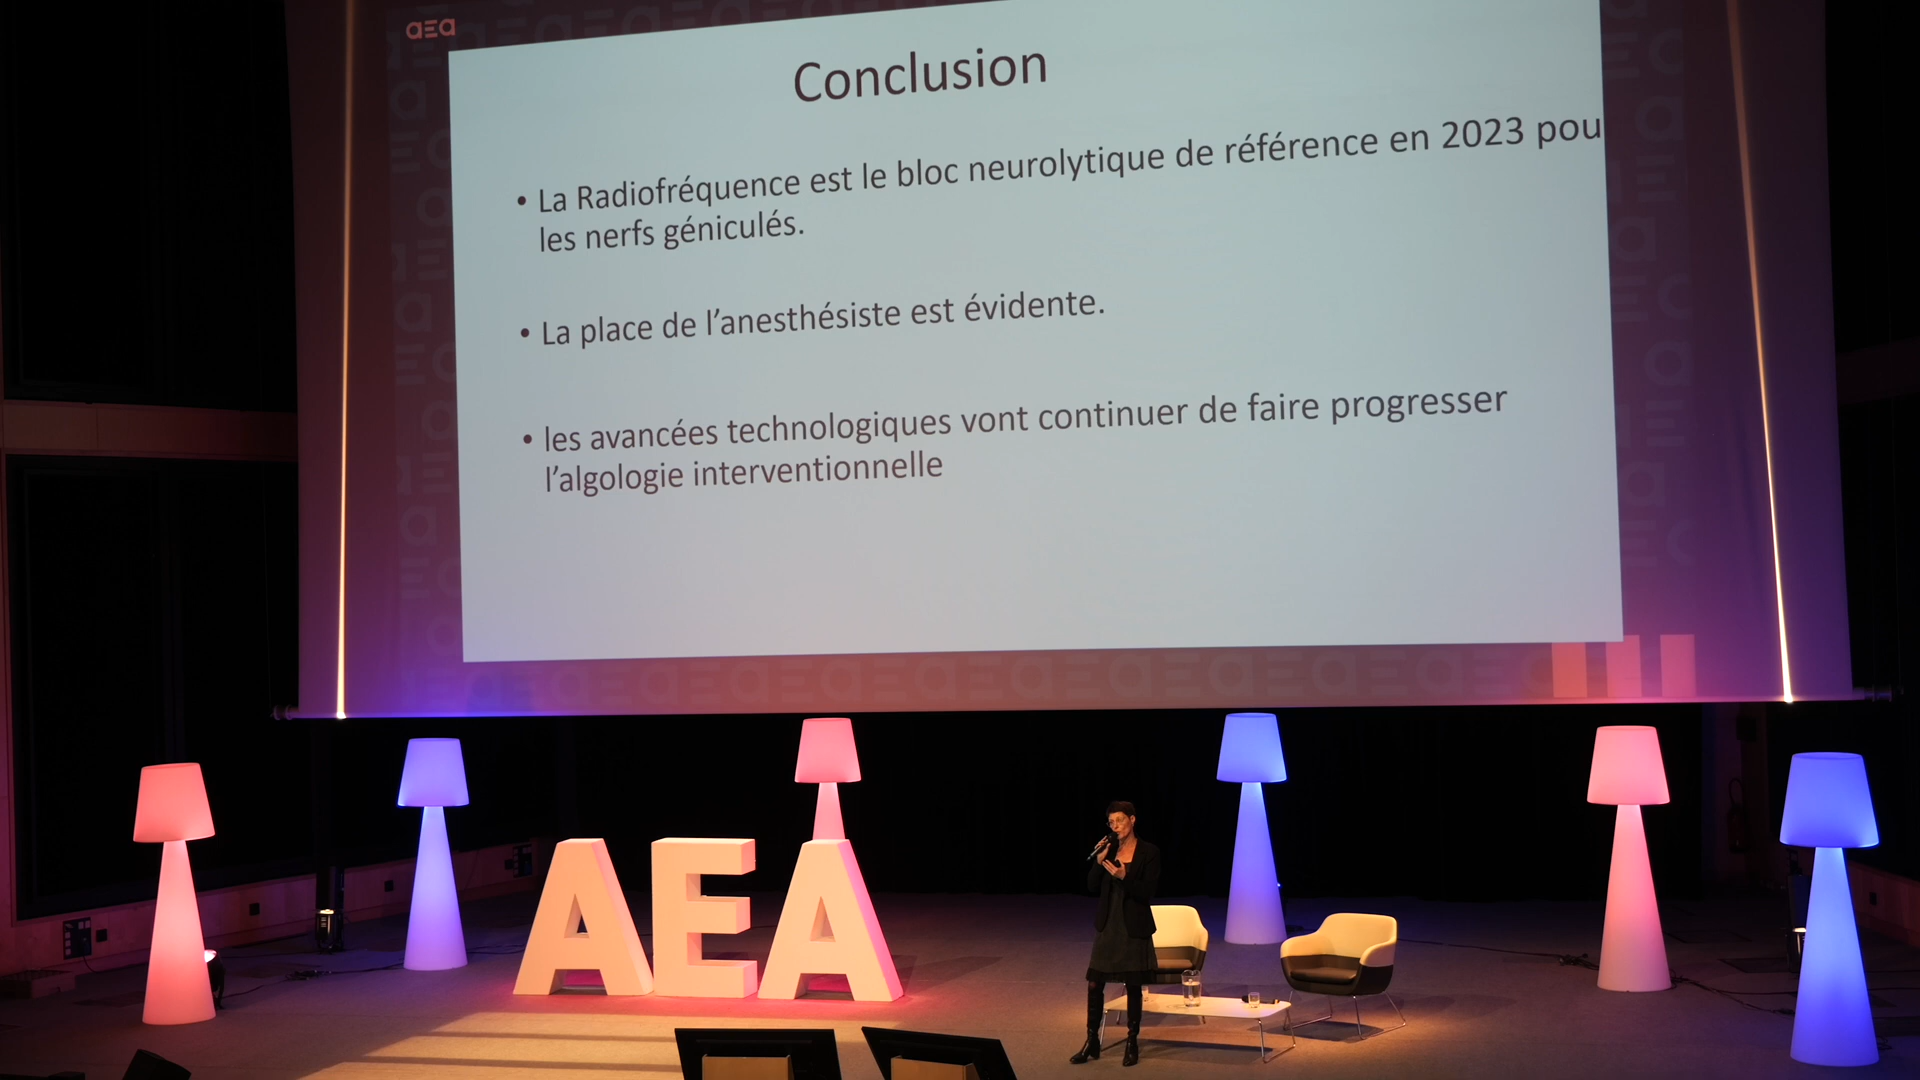 aea
Conclusion
• La Radiofréquence est le bloc neurolytique de référence en 2023 pou
les nerfs géniculés.
• La place de l'anesthésiste est évidente.
• les avancées technologiques vont continuer de faire progresser
l'algologie interventionnelle
AEA